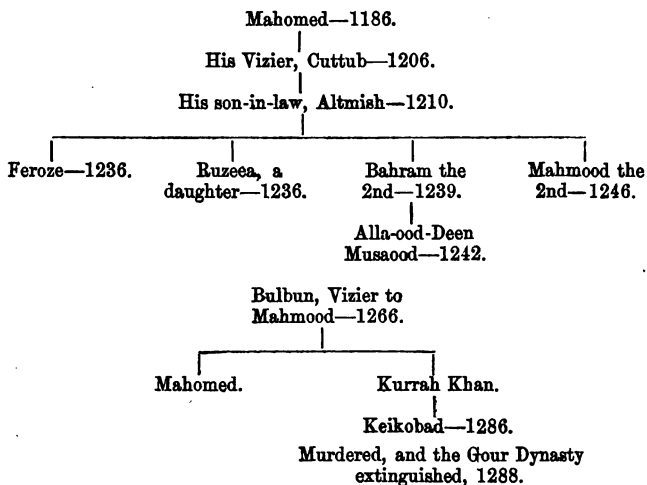 Mahomed—1186.
His Vizier, Cuttub—1206.
His son-in-law, Altmish—1210.
Feroze—1236. Ruzeea, a Bahram the Mahmood the
daughter—1236. 2nd—1239. 2nd—1246.
Alla-ood-Deen
Musaood—1242.
Bulbun, Vizier to
Mahmood—1266.
Mahomed. Kurrah Khan.
Keikobad—1286.
Murdered, and the Gour Dynasty
extinguished, 1288.